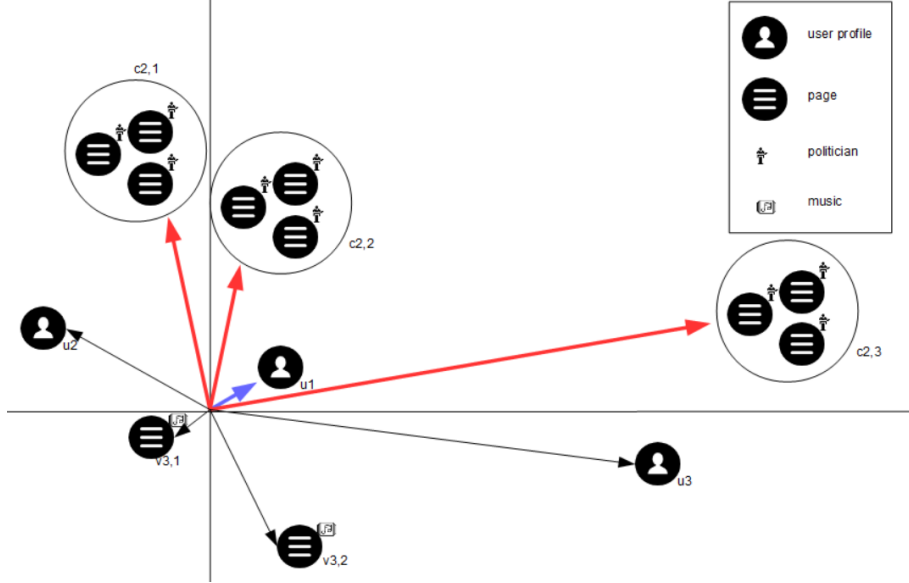 user profile
page
politician
music
c2,1
c2,2
c2,3
u2
u1
v3,1
u3
v3,2